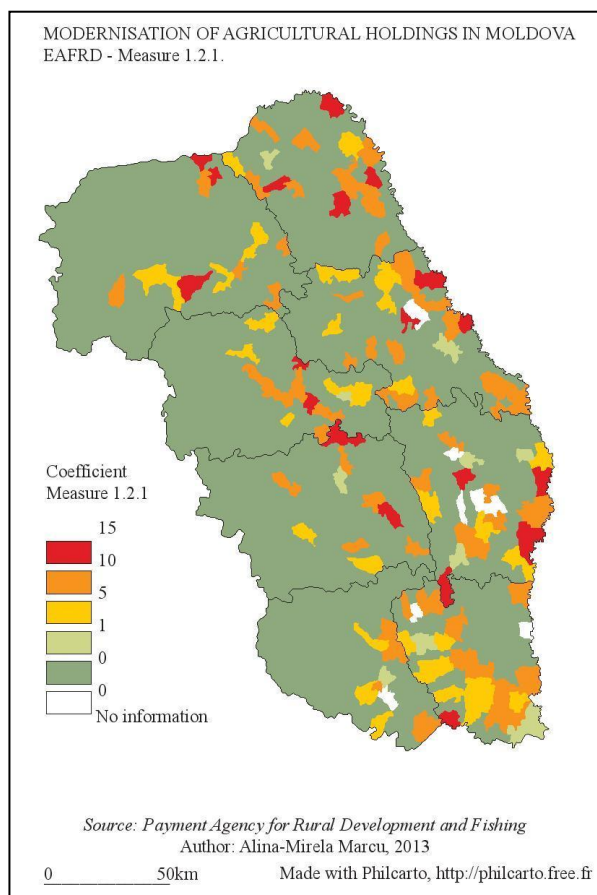 MODERNISATION OF AGRICULTURAL HOLDINGS IN MOLDOVA
EAFRD - Measure 1.2.1.
Coefficient
Measure 1.2.1
15
10
5
1
0
0
No information
Source: Payment Agency for Rural Development and Fishing
Author: Alina-Mirela Marcu, 2013
0 50km Made with Philcarto, http://philcarto.free.fr